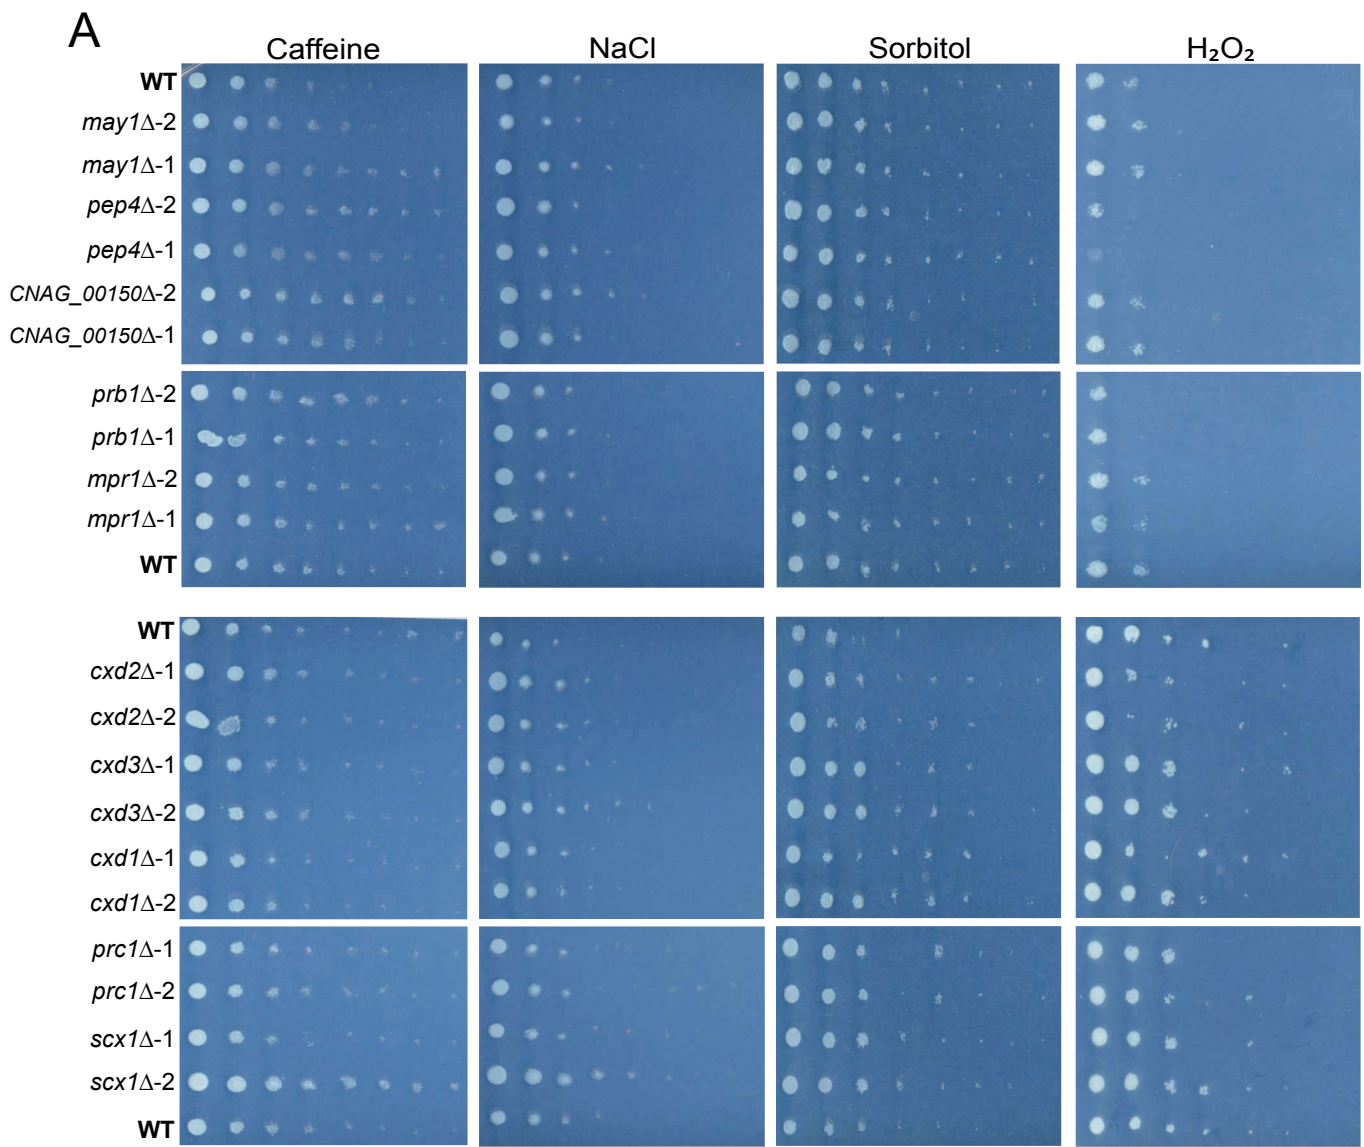 A
Caffeine NaCl Sorbitol H₂O₂
WT
may1Δ-2
may1Δ-1
pep4Δ-2
pep4Δ-1
CNAG_00150Δ-2
CNAG_00150Δ-1
prb1Δ-2
prb1Δ-1
mpr1Δ-2
mpr1Δ-1
WT
WT
cxd2Δ-1
cxd2Δ-2
cxd3Δ-1
cxd3Δ-2
cxd1Δ-1
cxd1Δ-2
prc1Δ-1
prc1Δ-2
scx1Δ-1
scx1Δ-2
WT